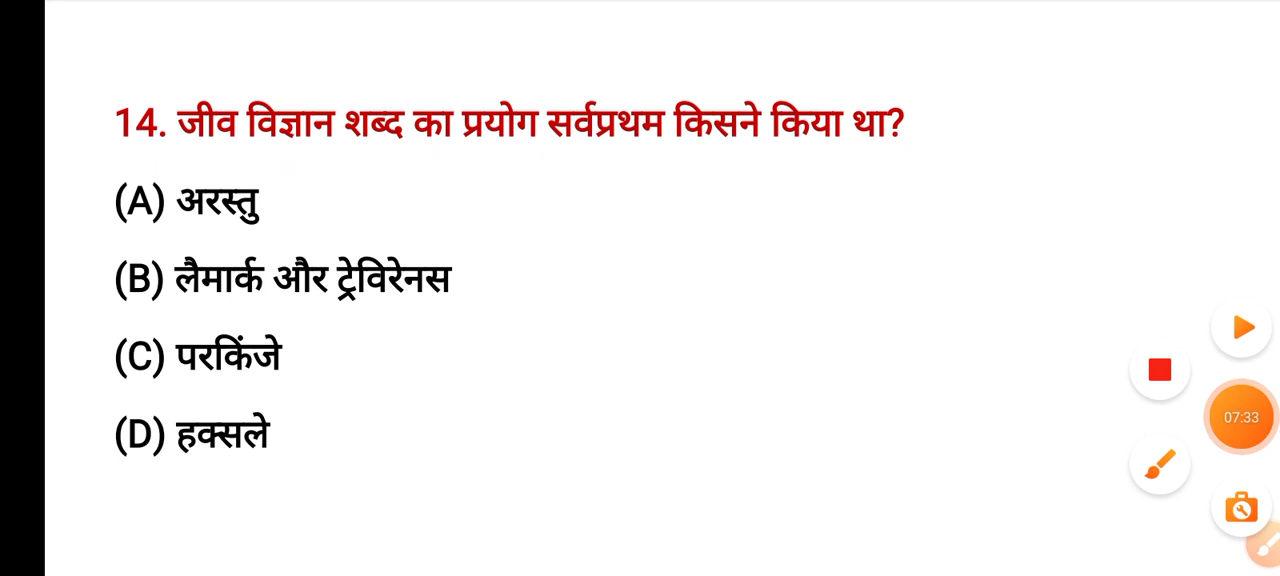 14. जीव विज्ञान शब्द का प्रयोग सर्वप्रथम किसने किया था?
(A) अरस्तु
(B) लैमार्क और ट्रेविरेनस
(C) परकिंजे
(D) हक्सले
07:33